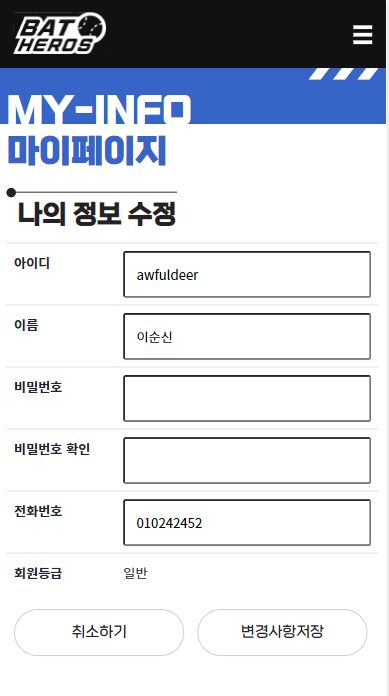 BAT
HEROS
MY-INFO
마이페이지
나의 정보 수정
아이디 awfuldeer
이름 이순신
비밀번호
비밀번호 확인
전화번호 010242452
회원등급 일반
취소하기 변경사항저장